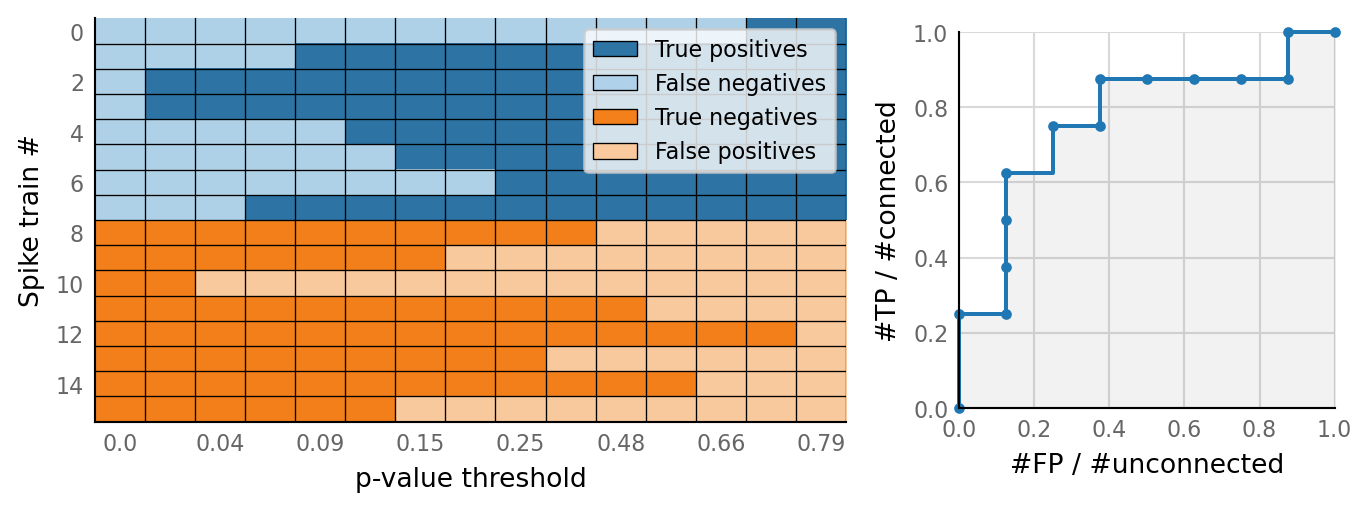 0
2
4
6
8
10
12
14
Spike train #
True positives
False negatives
True negatives
False positives
0.0 0.04 0.09 0.15 0.25 0.48 0.66 0.79
p-value threshold
1.0
0.8
0.6
0.4
0.2
0.0
#TP / #connected
0.0 0.2 0.4 0.6 0.8 1.0
#FP / #unconnected